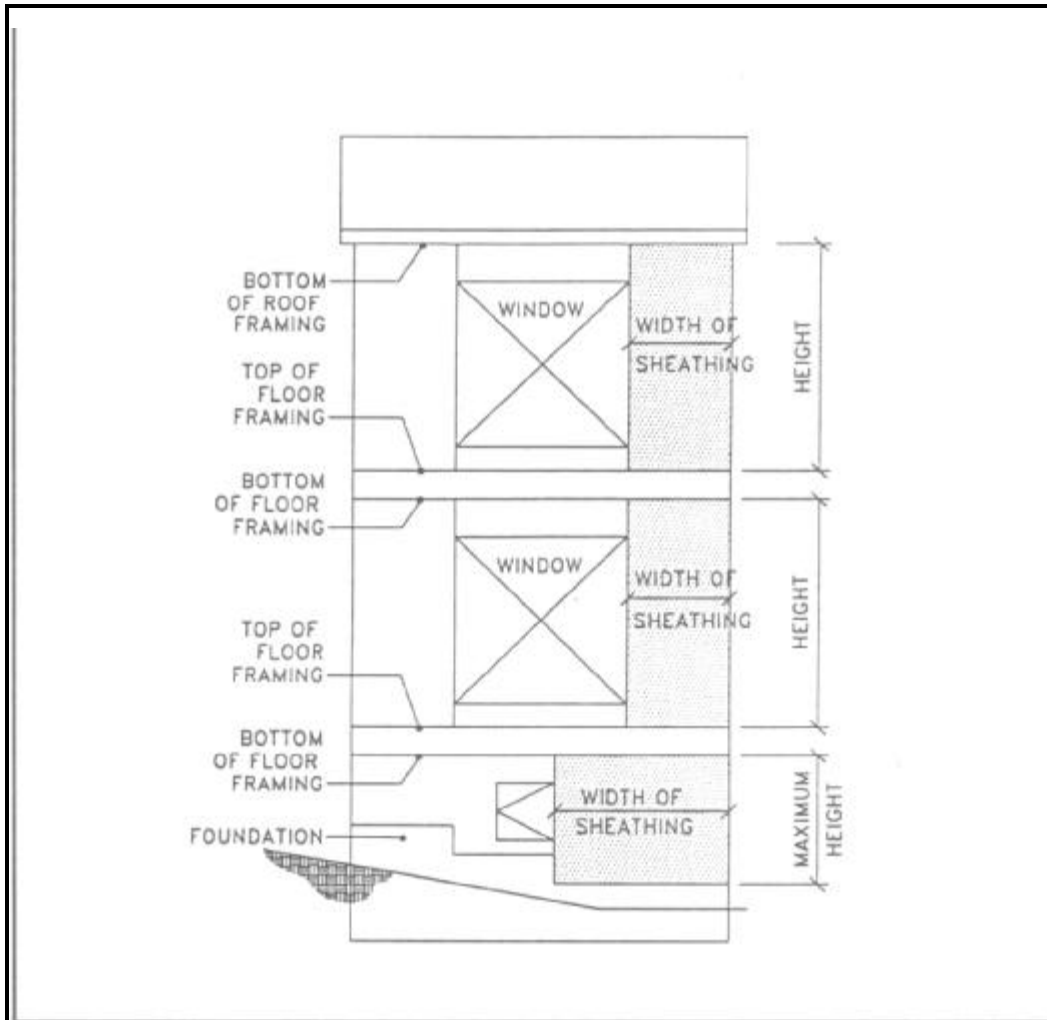 BOTTOM
OF ROOF
FRAMING
WINDOW
WIDTH OF
SHEATHING
HEIGHT
TOP OF
FLOOR
FRAMING
BOTTOM
OF FLOOR
FRAMING
WINDOW
WIDTH OF
SHEATHING
HEIGHT
TOP OF
FLOOR
FRAMING
BOTTOM
OF FLOOR
FRAMING
WIDTH OF
SHEATHING
MAXIMUM
HEIGHT
FOUNDATION